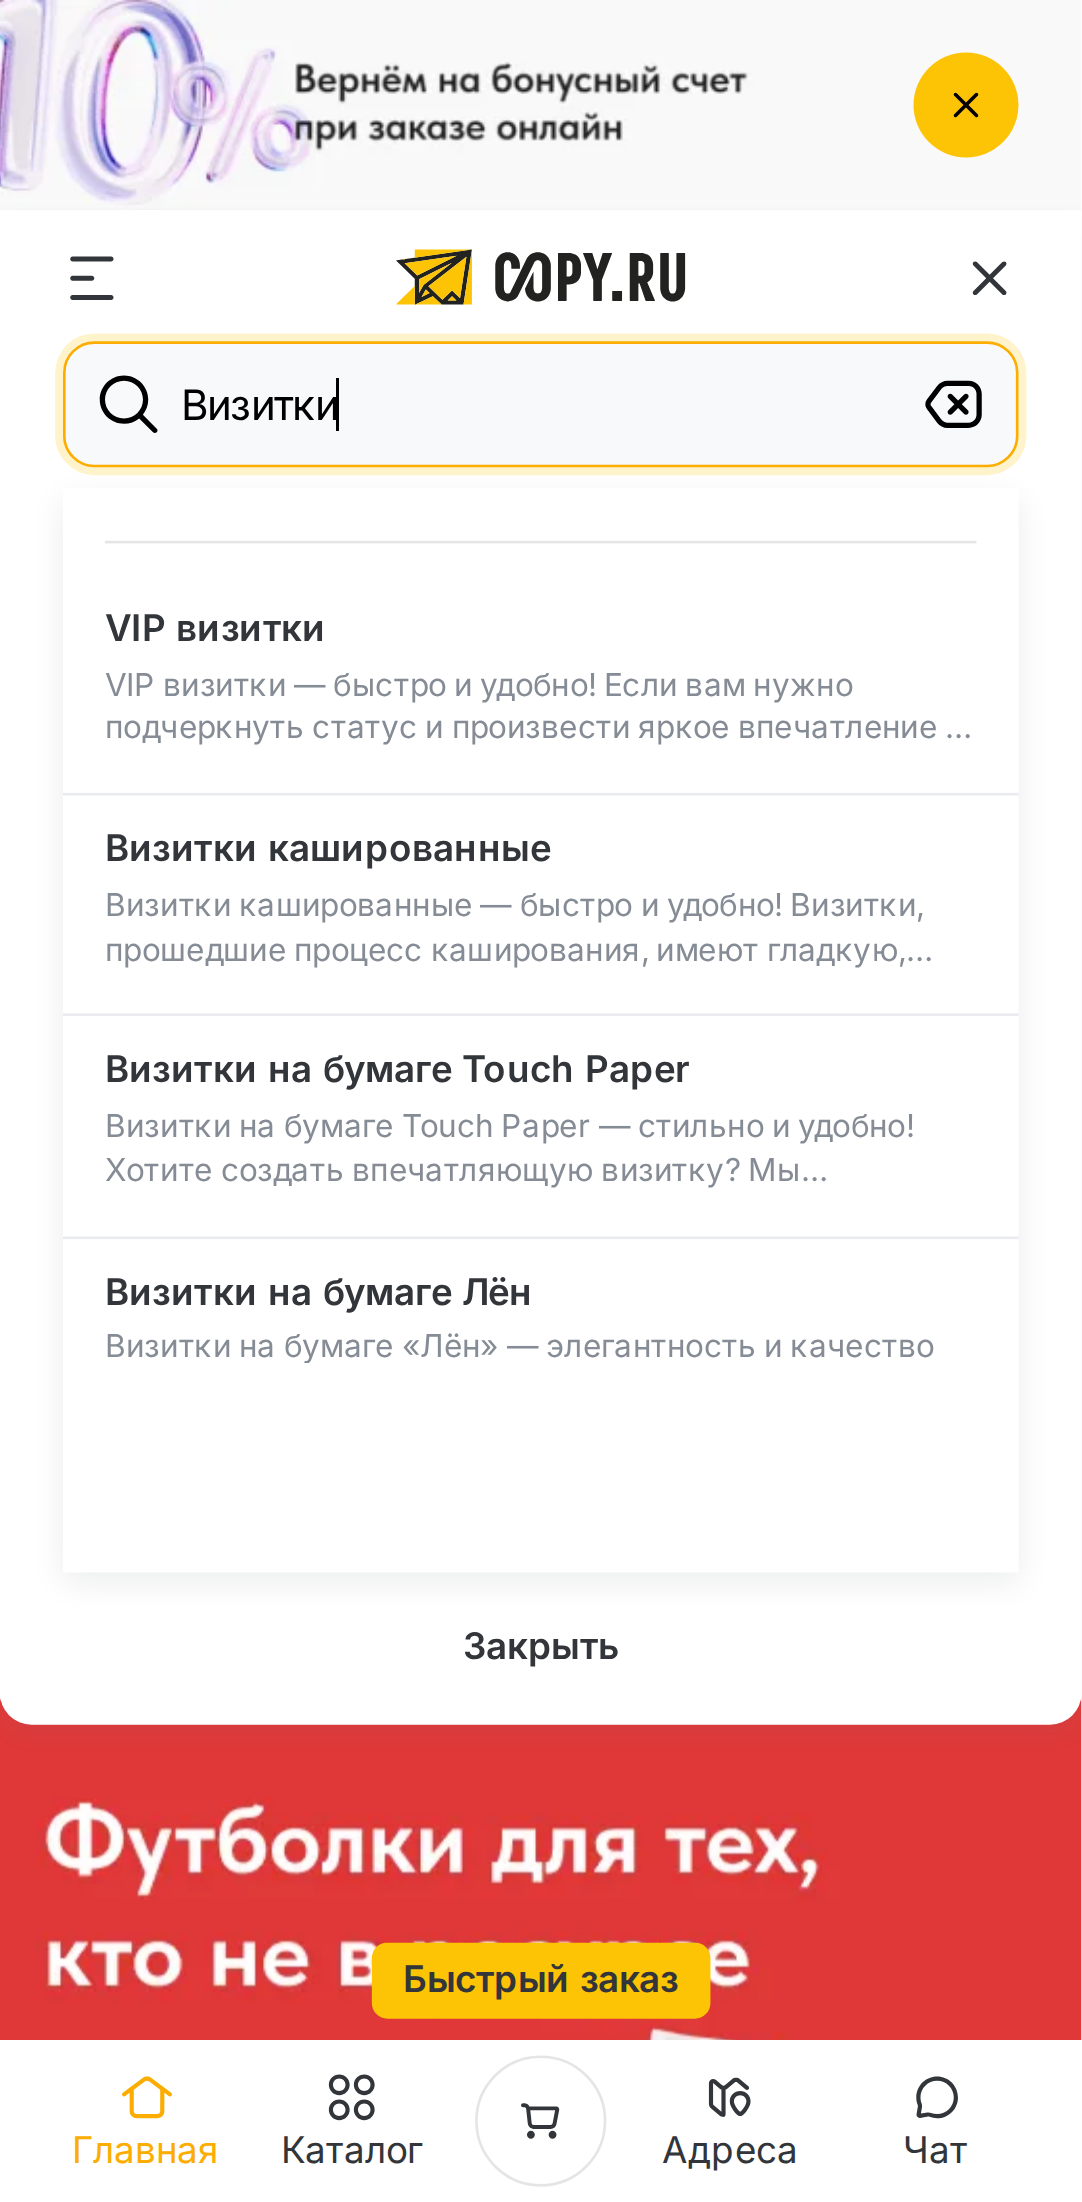 10%
Вернём на бонусный счет
при заказе онлайн
COPY.RU
Визитки
VIP визитки
VIP визитки — быстро и удобно! Если вам нужно
подчеркнуть статус и произвести яркое впечатление ...
Визитки кашированные
Визитки кашированные — быстро и удобно! Визитки,
прошедшие процесс каширования, имеют гладкую,...
Визитки на бумаге Touch Paper
Визитки на бумаге Touch Paper — стильно и удобно!
Хотите создать впечатляющую визитку? Мы...
Визитки на бумаге Лён
Визитки на бумаге «Лён» — элегантность и качество
Закрыть
Футболки для тех,
кто не в
Быстрый заказ
Главная
Каталог
Адреса
Чат